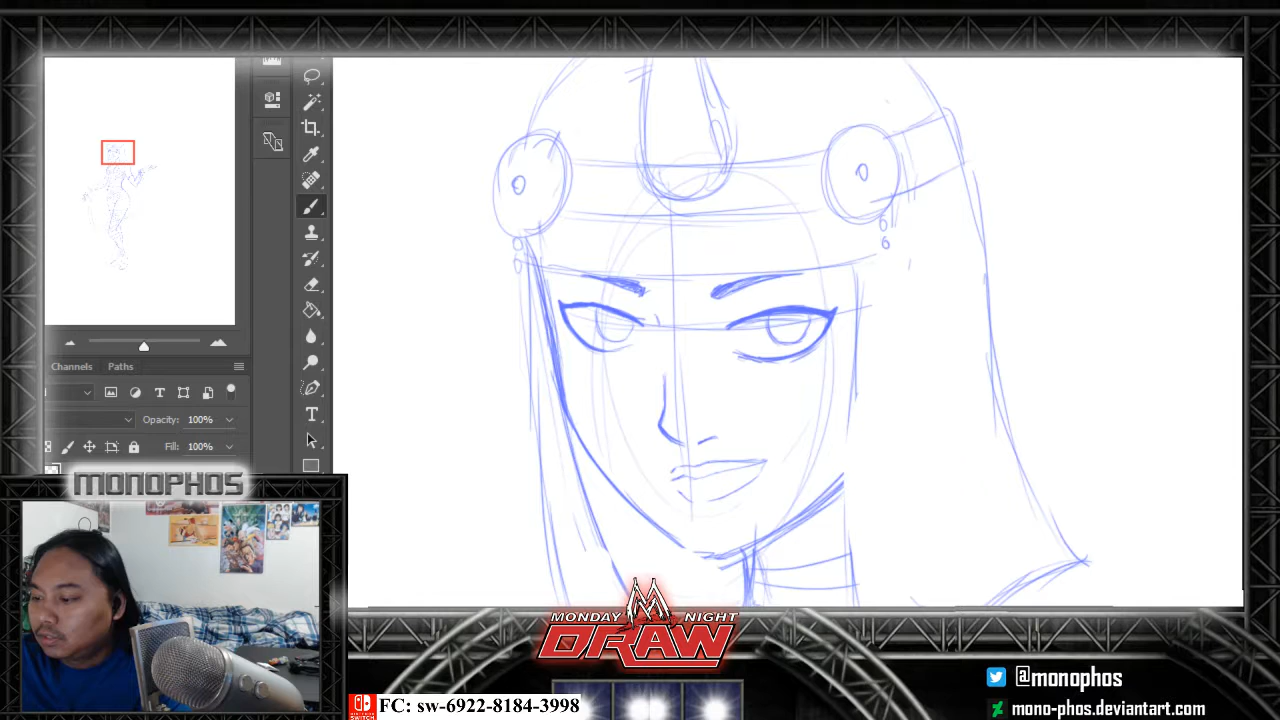 Channels
Paths
Opacity: 100%
Fill: 100%
MONOPHOS
MONDAY NIGHT
DRAW
@monophos
FC: sw-6922-8184-3998
mono-phos.deviantart.com